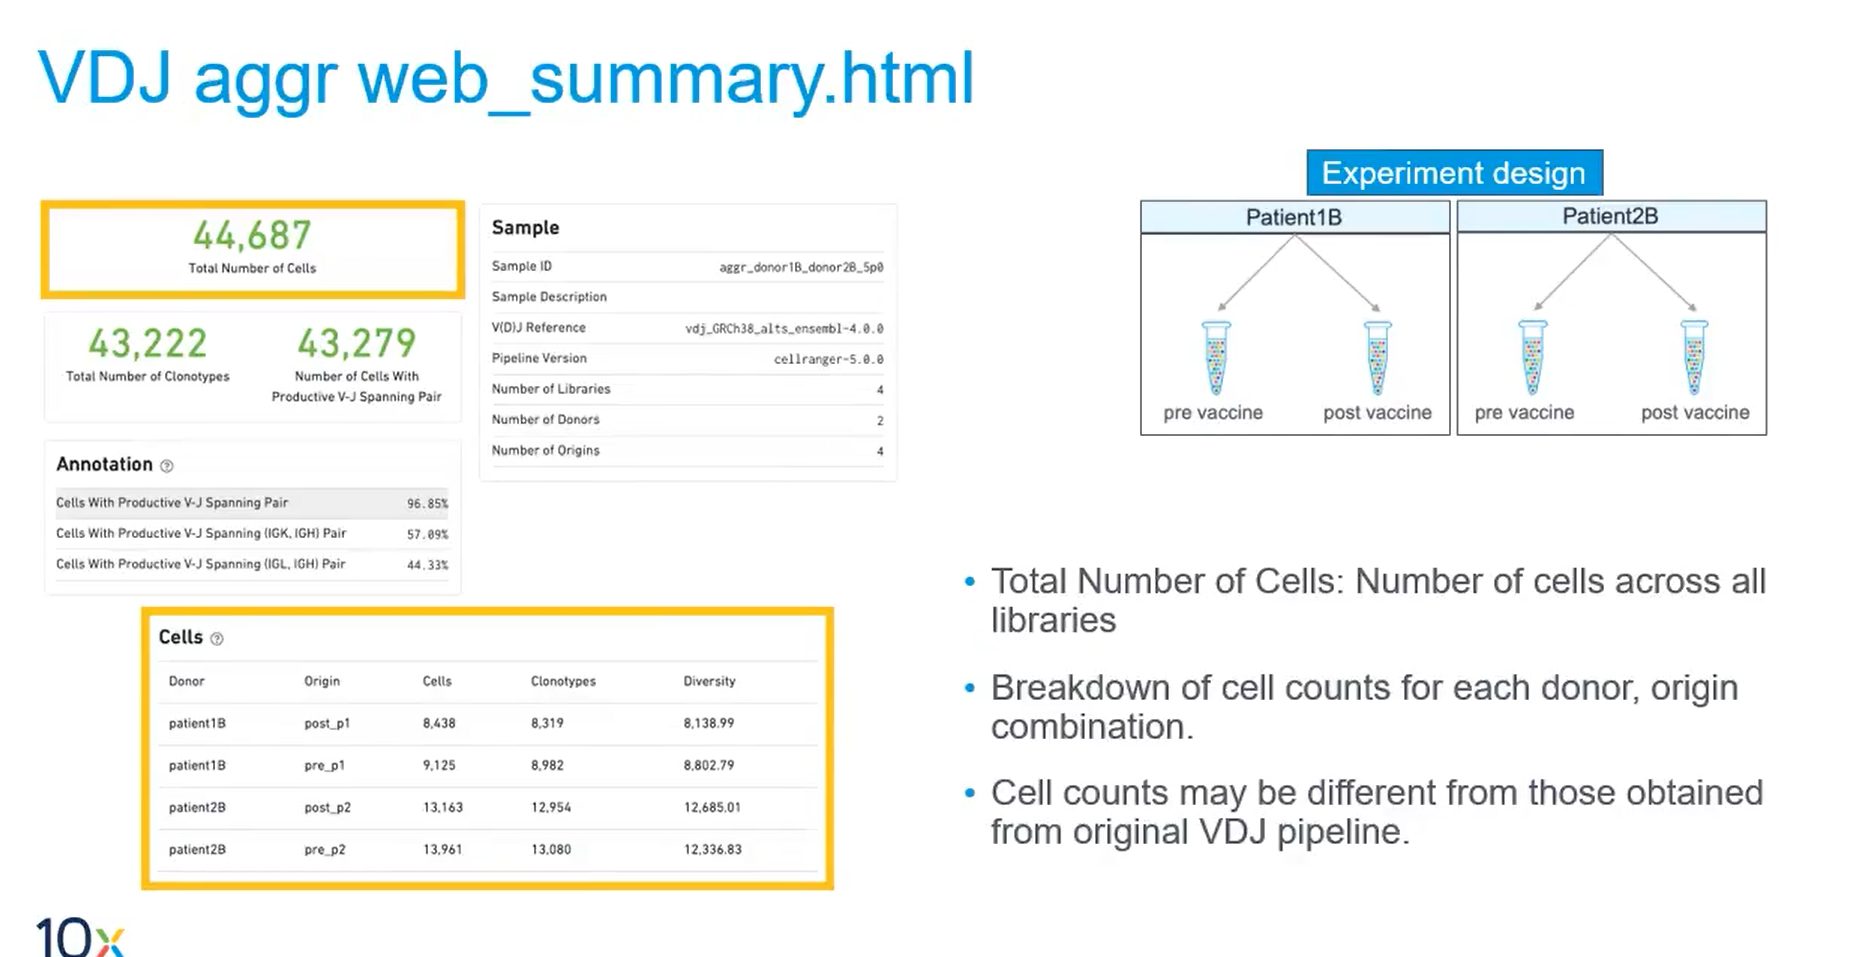 VDJ aggr web_summary.html
44,687
Total Number of Cells
43,222
Total Number of Clonotypes
43,279
Number of Cells With
Productive V-J Spanning Pair
Annotation ?
Cells With Productive V-J Spanning Pair 96.85%
Cells With Productive V-J Spanning (IGK, IGH) Pair 57.09%
Cells With Productive V-J Spanning (IGL, IGH) Pair 44.33%
Sample
Sample ID aggr_donor1B_donor2B_5p0
Sample Description
V(D)J Reference vdj_GRCh38_alts_ensembl-4.0.0
Pipeline Version cellranger-5.0.0
Number of Libraries 4
Number of Donors 2
Number of Origins 4
Cells ?
Donor Origin Cells Clonotypes Diversity
patient1B post_p1 8,438 8,319 8,138.99
patient1B pre_p1 9,125 8,982 8,802.79
patient2B post_p2 13,163 12,954 12,685.01
patient2B pre_p2 13,961 13,080 12,336.83
Experiment design
Patient1B Patient2B
pre vaccine post vaccine pre vaccine post vaccine
• Total Number of Cells: Number of cells across all
libraries
• Breakdown of cell counts for each donor, origin
combination.
• Cell counts may be different from those obtained
from original VDJ pipeline.
10x